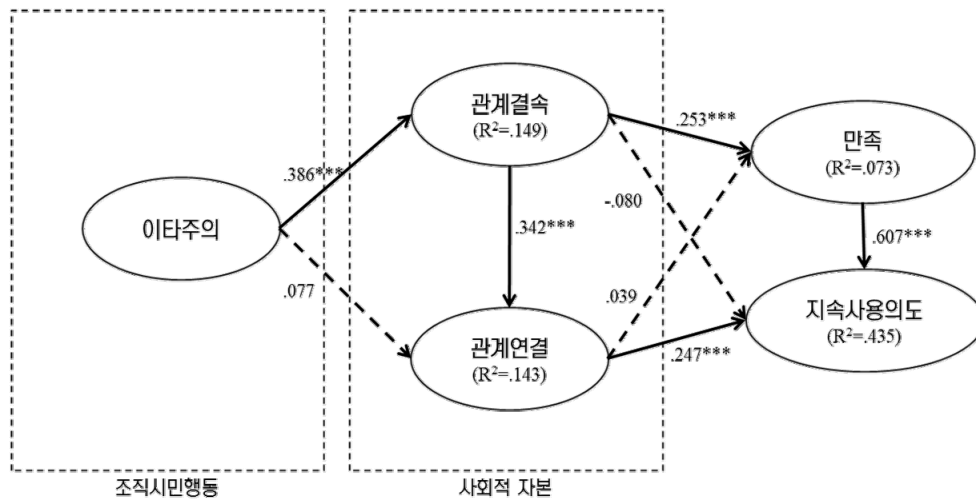 관계결속
(R²=.149)
.253***
만족
(R²=.073)
.386***
-.080
이타주의
.342***
.607***
.077
.039
지속사용의도
(R²=.435)
관계연결
(R²=.143)
.247***
조직시민행동
사회적 자본